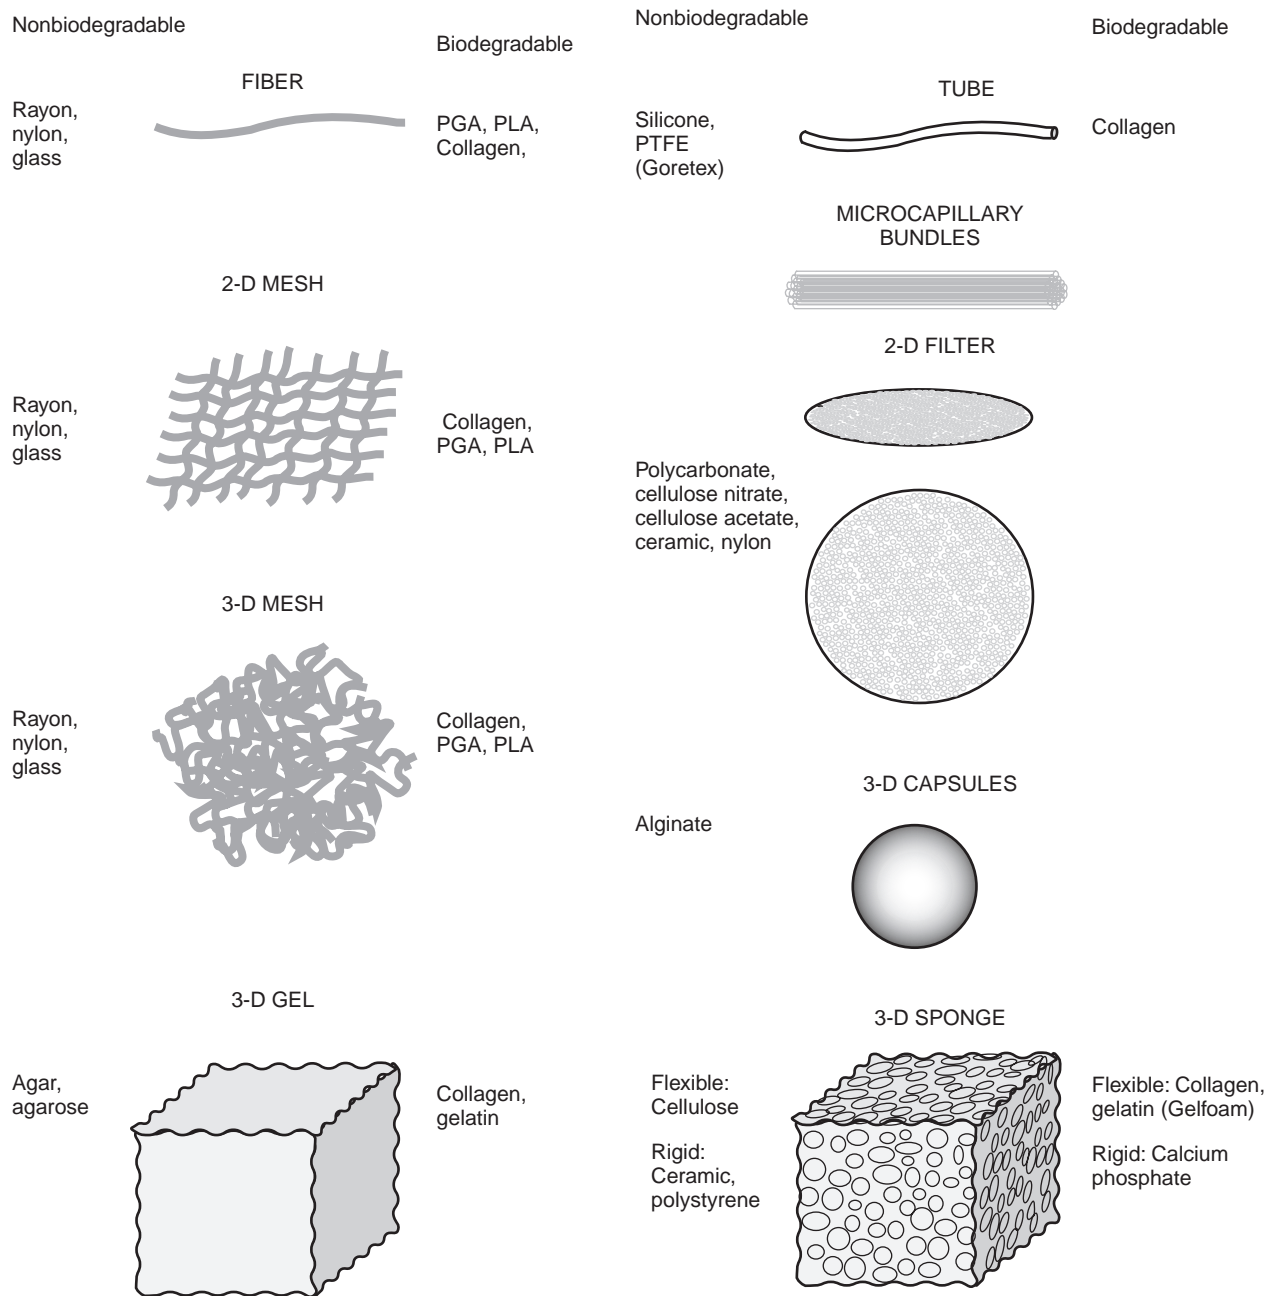 Nonbiodegradable
Biodegradable
FIBER
Rayon,
nylon,
glass
PGA, PLA,
Collagen,
2-D MESH
Rayon,
nylon,
glass
Collagen,
PGA, PLA
3-D MESH
Rayon,
nylon,
glass
Collagen,
PGA, PLA
3-D GEL
Agar,
agarose
Collagen,
gelatin
Nonbiodegradable
Biodegradable
TUBE
Silicone,
PTFE
(Goretex)
Collagen
MICROCAPILLARY
BUNDLES
2-D FILTER
Polycarbonate,
cellulose nitrate,
cellulose acetate,
ceramic, nylon
3-D CAPSULES
Alginate
3-D SPONGE
Flexible:
Cellulose
Rigid:
Ceramic,
polystyrene
Flexible: Collagen,
gelatin (Gelfoam)
Rigid: Calcium
phosphate